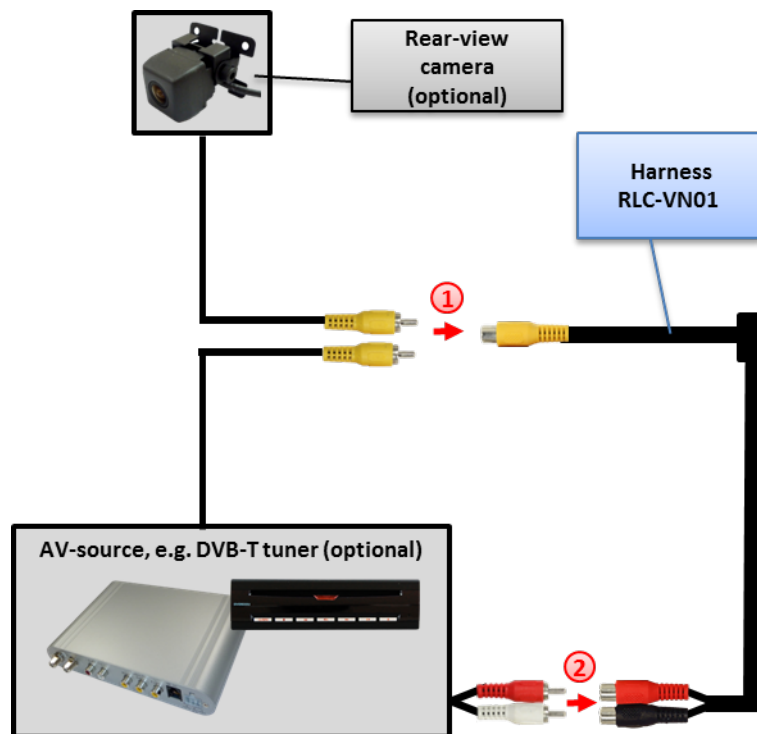 Rear-view
camera
(optional)
Harness
RLC-VN01
1
AV-source, e.g. DVB-T tuner (optional)
2